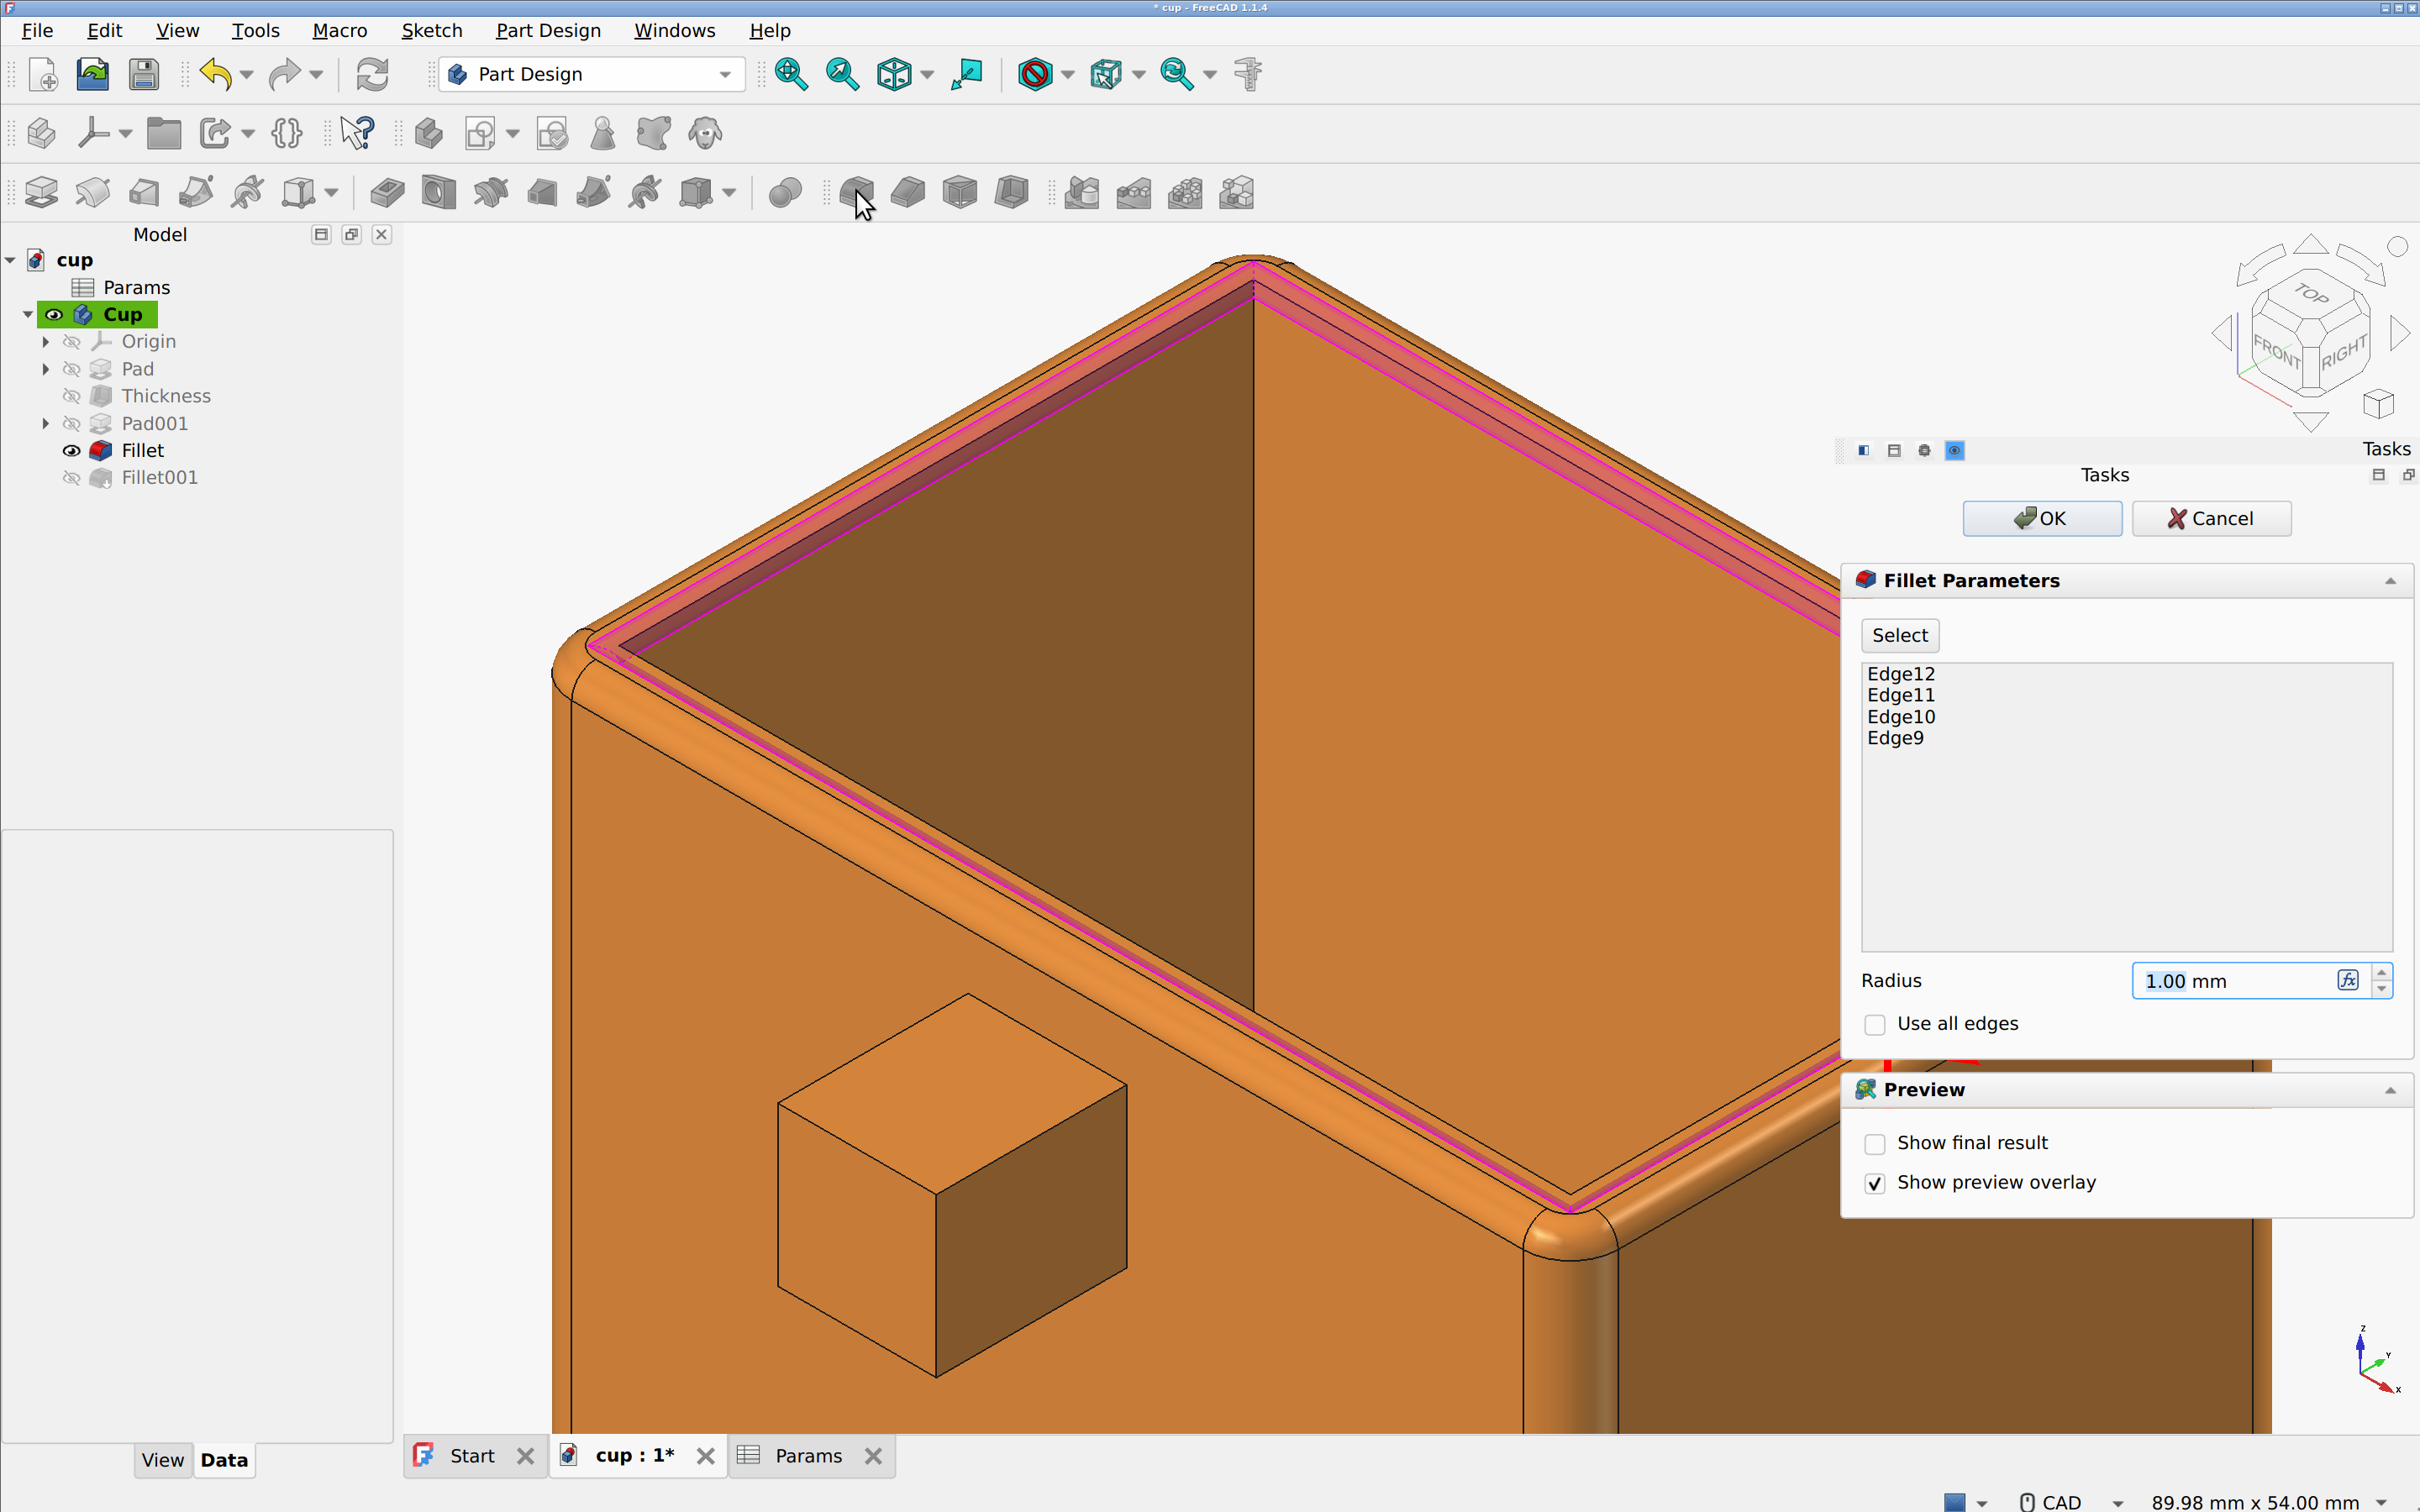 * cup - FreeCAD 1.1.4
File Edit View Tools Macro Sketch Part Design Windows Help
Part Design
Model
cup
Params
Cup
Origin
Pad
Thickness
Pad001
Fillet
Fillet001
TOP
FRONT
RIGHT
Tasks
Tasks
OK
Cancel
Fillet Parameters
Select
Edge12
Edge11
Edge10
Edge9
Radius
1.00 mm
Use all edges
Preview
Show final result
Show preview overlay
Z
Y
X
View
Data
Start
cup : 1*
Params
CAD
89.98 mm x 54.00 mm